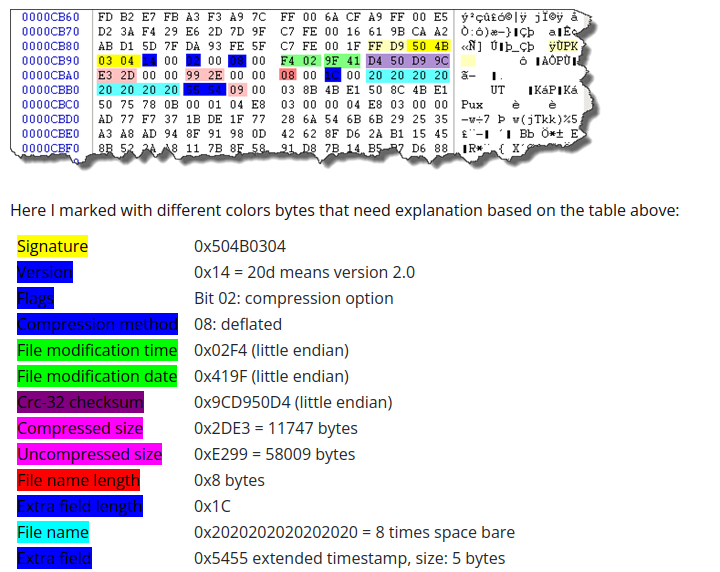 0000CB60 FD B2 E7 FB A3 F3 A9 7C FF 00 6A CF A9 FF 00 E5 ý²çû£ó©|ÿ jÏ©ÿ å
0000CB70 D2 3A F4 29 E6 2D 7D 9F C7 FE 00 16 61 9B CA A2
0000CB80 AB D1 5D 7F DA 93 FE 5F C7 FE 00 1F FF D9 50 4B
0000CB90 03 04 14 00 02 00 08 00 F4 02 9F 41 D4 50 D9 9C
0000CBA0 E3 2D 00 00 99 2E 00 00 08 00 1C 00 20 20 20 20 ã-
0000CBB0 20 20 20 20 55 54 09 00 03 8B 4B E1 50 8C 4B E1 UT
0000CBC0 50 75 78 0B 00 01 04 E8 03 00 00 04 E8 03 00 00 Pux è è
0000CBD0 AD 77 F7 37 1B DE 1F 77 28 6A 54 6B 6B 29 25 35 -w÷7 Þ w(jTkk)%5
0000CBE0 A3 A8 AD 94 8F 91 98 0D 42 62 8F D6 2A B1 15 45
0000CBF0 8B 52 11 7B 8F 58 91 D8 7B 14 D6 88
Here I marked with different colors bytes that need explanation based on the table above:
Signature 0x504B0304
Version 0x14 = 20d means version 2.0
Flags Bit 02: compression option
Compression method 08: deflated
File modification time 0x02F4 (little endian)
File modification date 0x419F (little endian)
Crc-32 checksum 0x9CD950D4 (little endian)
Compressed size 0x2DE3 = 11747 bytes
Uncompressed size 0xE299 = 58009 bytes
File name length 0x8 bytes
Extra field length 0x1C
File name 0x2020202020202020 = 8 times space bare
Extra field 0x5455 extended timestamp, size: 5 bytes